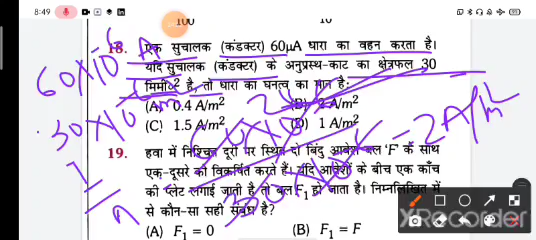 8:49
100 10
18. एक सुचालक (कंडक्टर) 60μA धारा का वहन करता है।
यदि सुचालक (कंडक्टर) के अनुप्रस्थ-काट का क्षेत्रफल 30
मिमी² है, तो धारा का घनत्व का मान है:
(A) 0.4 A/m² (B) 2 A/m²
(C) 1.5 A/m² (D) 1 A/m²
60×10⁻⁶ A
30×10
I
A
= 2 A/m²
19. हवा में निश्चित दूरी पर स्थित दो बिंदु आवेश बल 'F' के साथ
एक-दूसरे को विकर्षित करते हैं। यदि आवेशों के बीच एक काँच
की प्लेट लगाई जाती है तो बल F₁ हो जाता है। निम्नलिखित में
से कौन-सा सही संबंध है?
(A) F₁ = 0 (B) F₁ = F
XRecorder